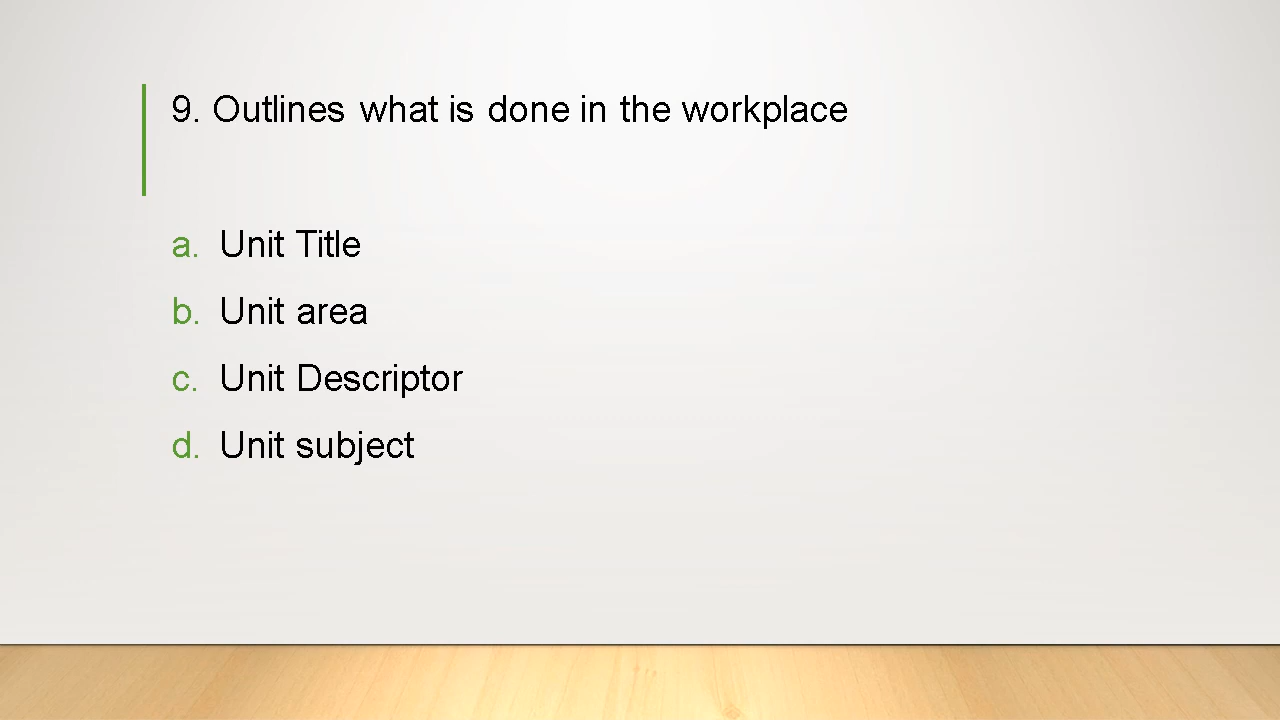 9. Outlines what is done in the workplace
a. Unit Title
b. Unit area
c. Unit Descriptor
d. Unit subject